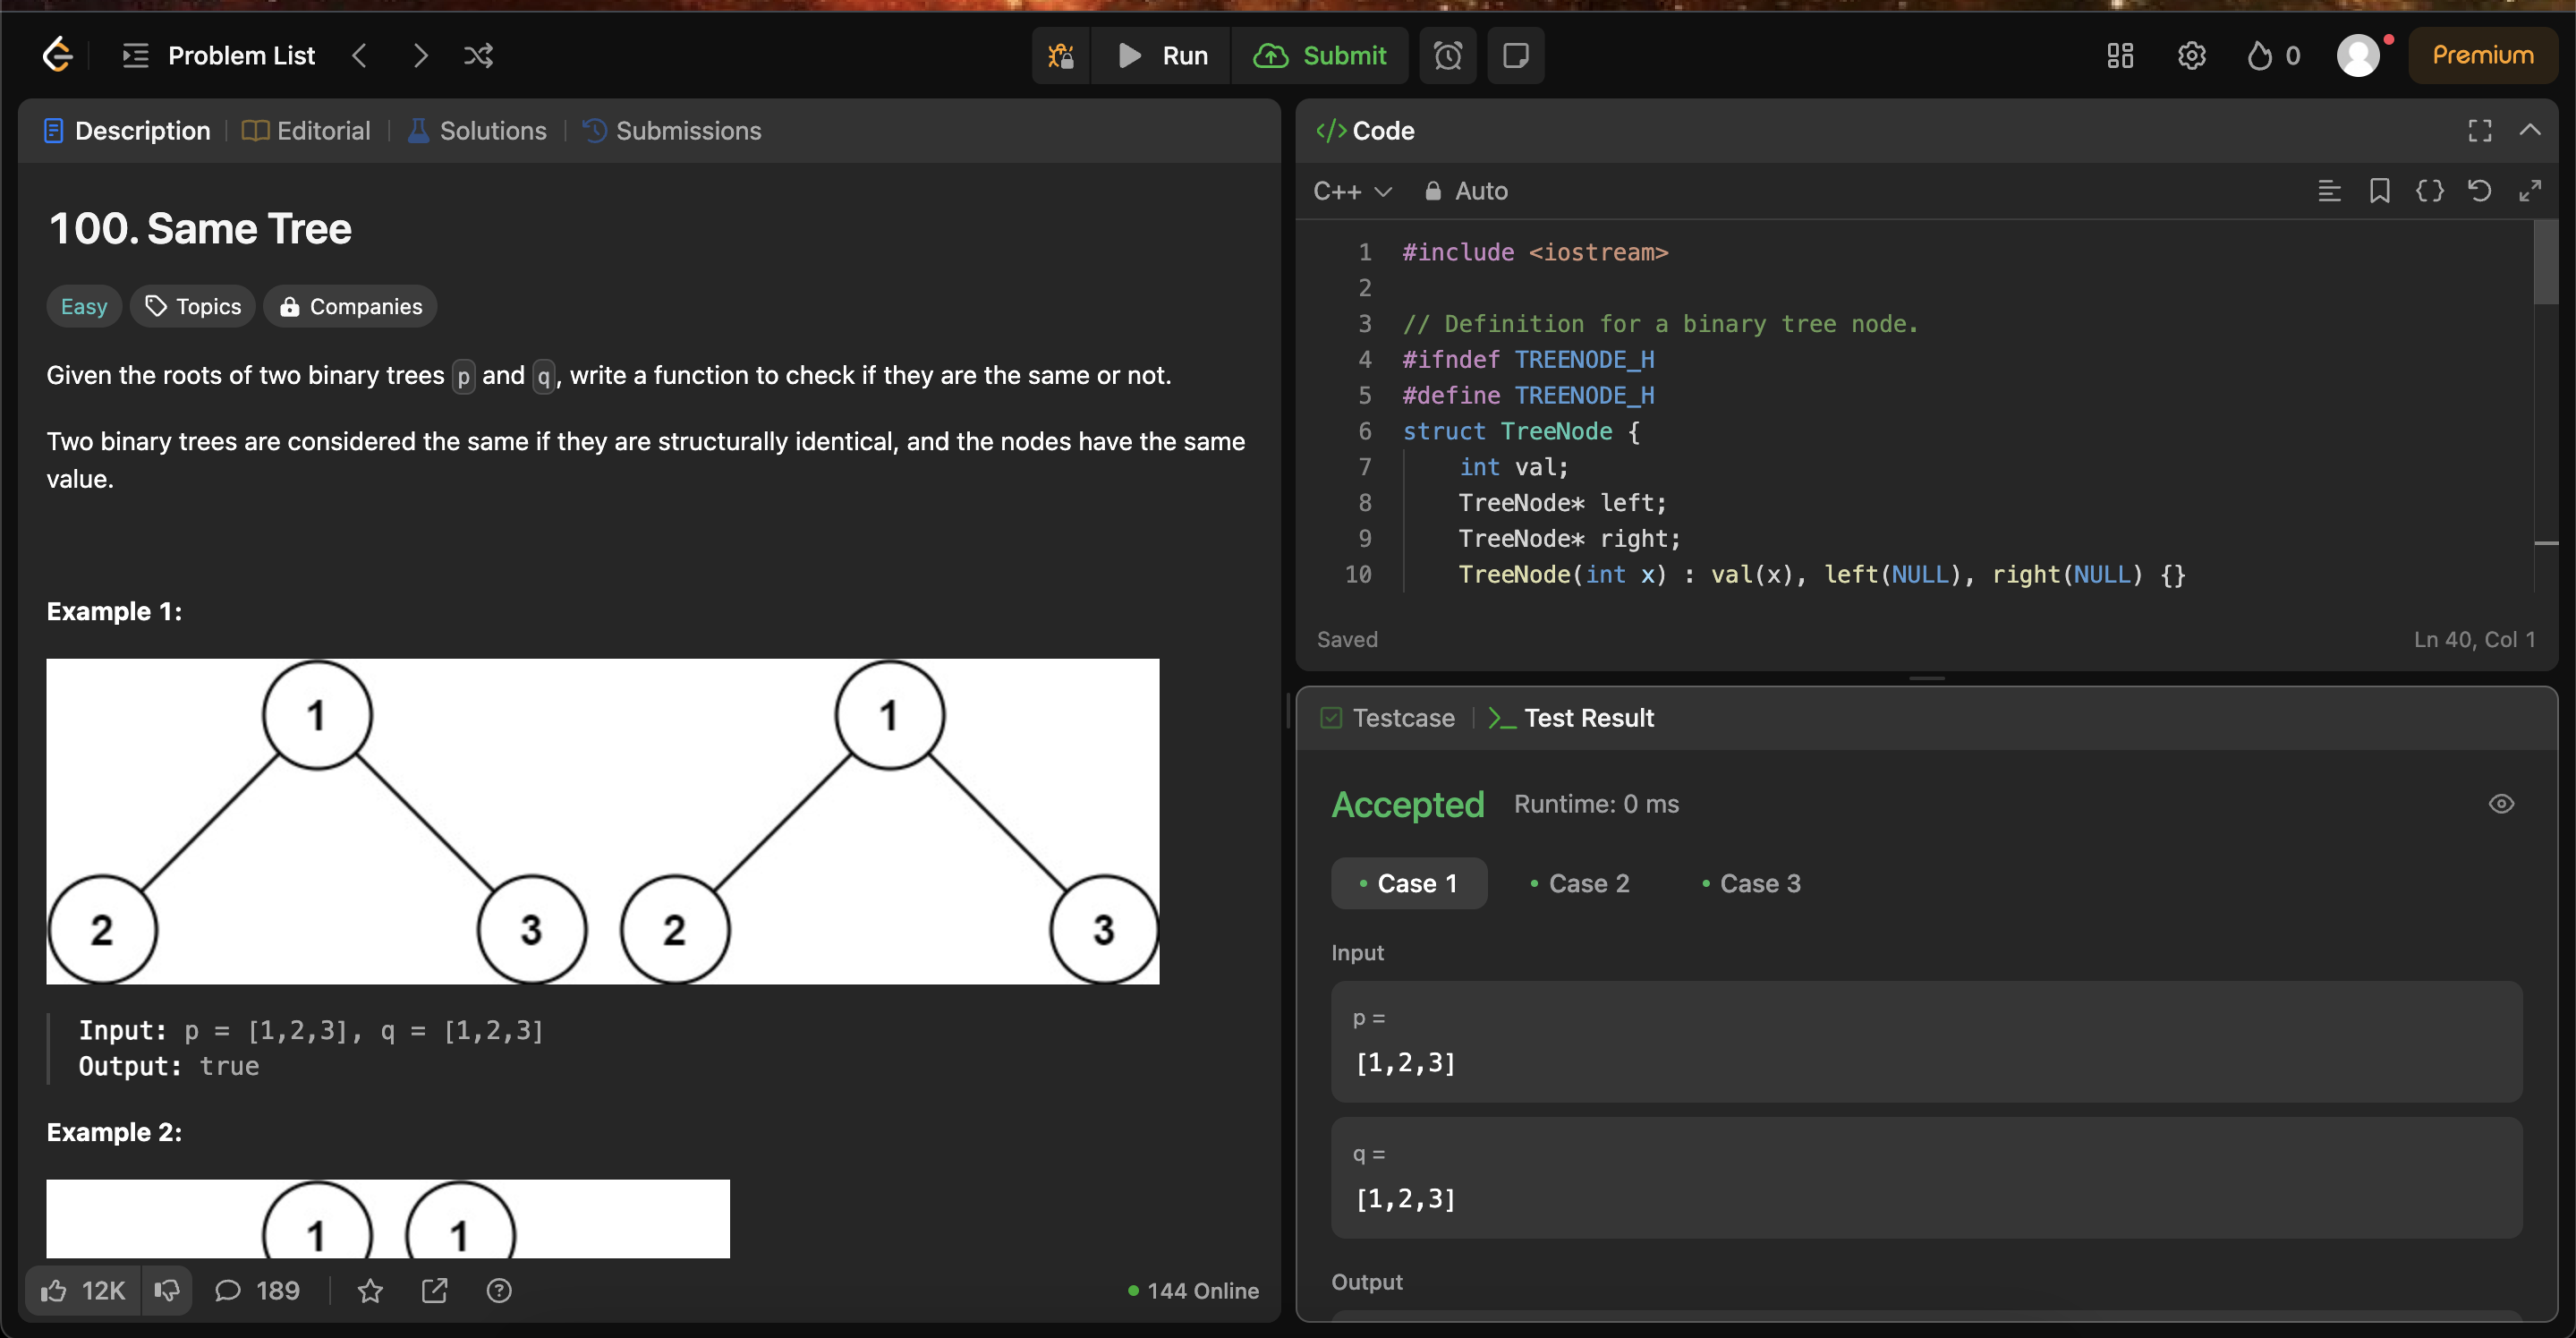 Problem List
Run
Submit
0
Premium
Description
Editorial
Solutions
Submissions
100. Same Tree
Easy
Topics
Companies
Given the roots of two binary trees p and q, write a function to check if they are the same or not.
Two binary trees are considered the same if they are structurally identical, and the nodes have the same
value.
Example 1:
1
1
2
3
2
3
Input: p = [1,2,3], q = [1,2,3]
Output: true
Example 2:
1
1
12K
189
144 Online
</> Code
C++
Auto
1 #include <iostream>
2
3 // Definition for a binary tree node.
4 #ifndef TREENODE_H
5 #define TREENODE_H
6 struct TreeNode {
7 int val;
8 TreeNode* left;
9 TreeNode* right;
10 TreeNode(int x) : val(x), left(NULL), right(NULL) {}
Saved
Ln 40, Col 1
Testcase
>_ Test Result
Accepted
Runtime: 0 ms
Case 1
Case 2
Case 3
Input
p =
[1,2,3]
q =
[1,2,3]
Output